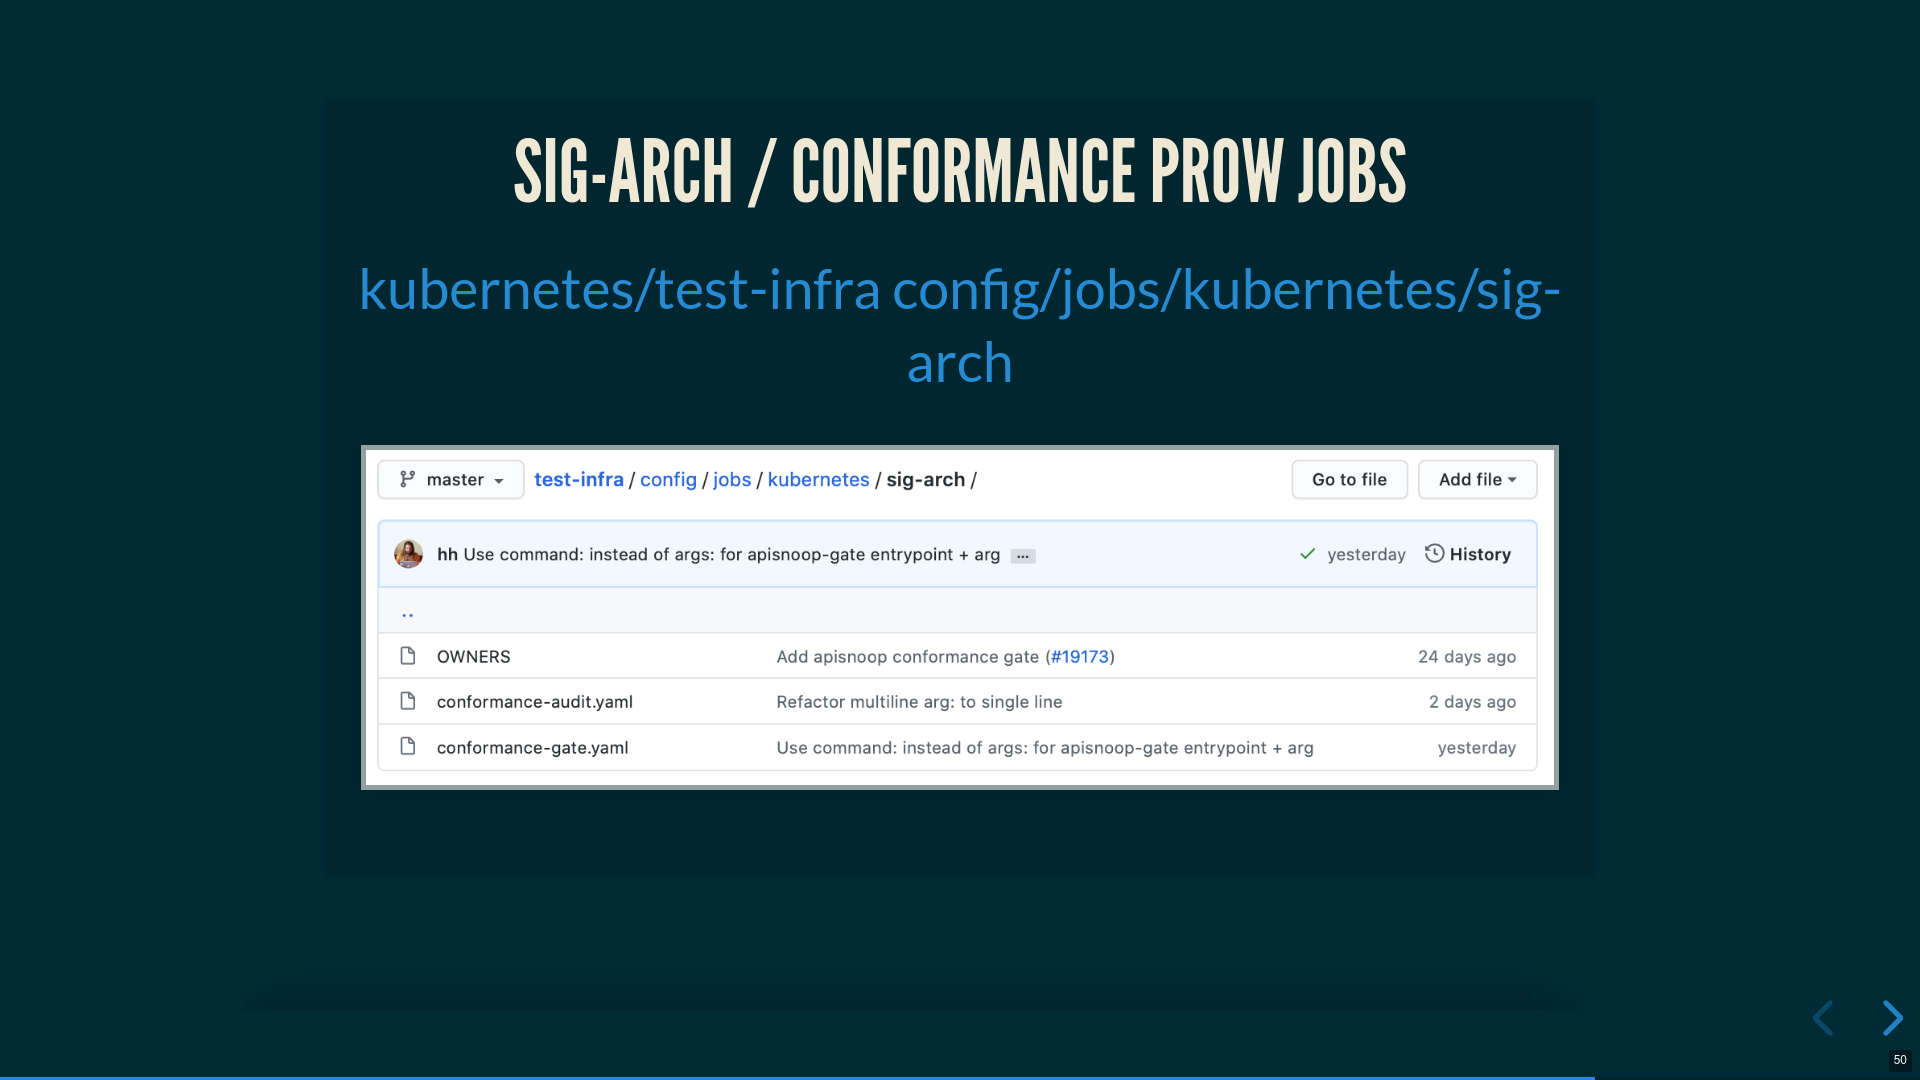 SIG-ARCH / CONFORMANCE PROW JOBS
kubernetes/test-infra config/jobs/kubernetes/sig-
arch
master test-infra / config / jobs / kubernetes / sig-arch / Go to file Add file
hh Use command: instead of args: for apisnoop-gate entrypoint + arg ... yesterday History
..
OWNERS Add apisnoop conformance gate (#19173) 24 days ago
conformance-audit.yaml Refactor multiline arg: to single line 2 days ago
conformance-gate.yaml Use command: instead of args: for apisnoop-gate entrypoint + arg yesterday
50